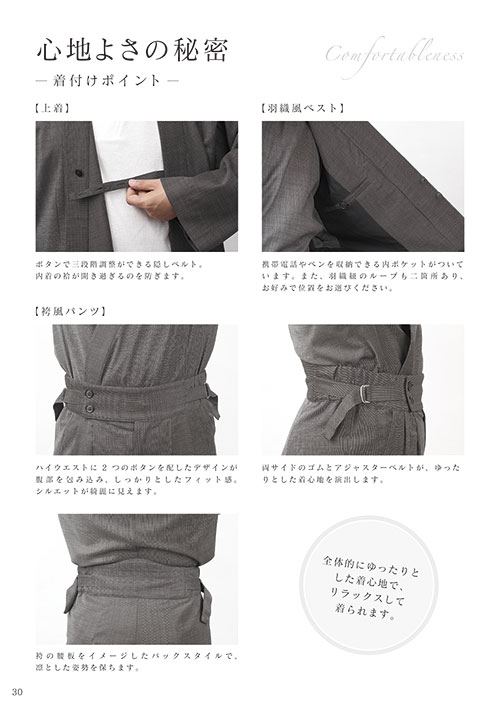 心地よさの秘密
Comfortableness
― 着付けポイント ―
【上着】
ボタンで三段階調整ができる隠しベルト。
内着の袷が開き過ぎるのを防ぎます。
【羽織風ベスト】
携帯電話やペンを収納できる内ポケットがついて
います。また、羽織紐のループも二箇所あり、
お好みで位置をお選びください。
【袴風パンツ】
ハイウエストに 2 つのボタンを配したデザインが
腹部を包み込み、しっかりとしたフィット感。
シルエットが綺麗に見えます。
両サイドのゴムとアジャスターベルトが、ゆった
りとした着心地を演出します。
袴の腰板をイメージしたバックスタイルで、
凛とした姿勢を保ちます。
全体的にゆったりと
した着心地で、
リラックスして
着られます。
30